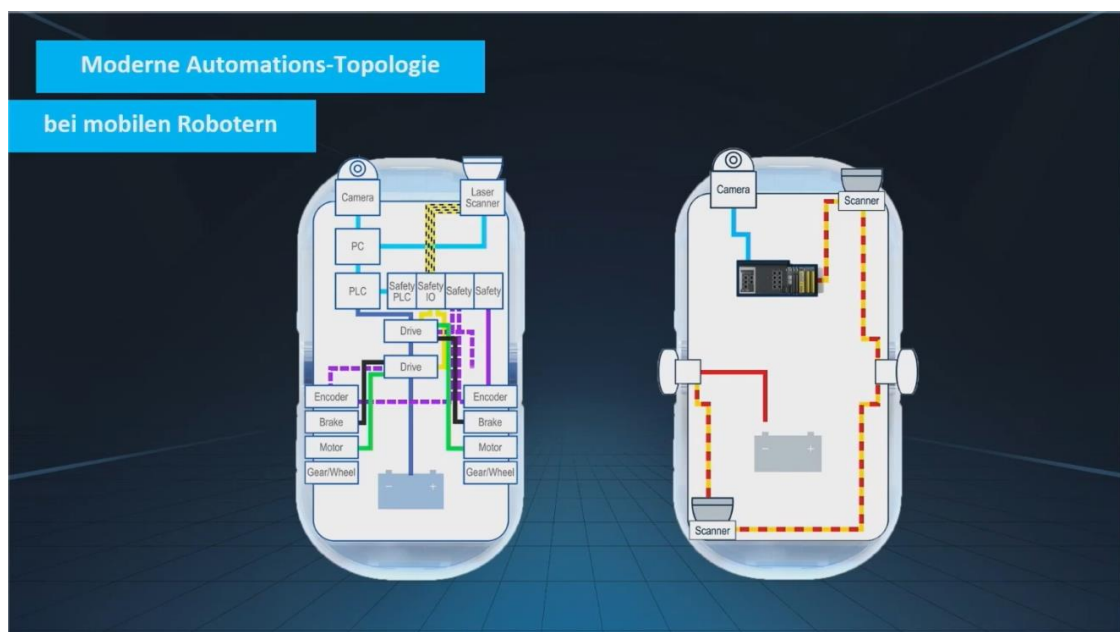 Moderne Automations-Topologie
bei mobilen Robotern
Camera
Laser
Scanner
PC
PLC
Safety
PLC
Safety
IO
Safety
Safety
Drive
Drive
Encoder
Encoder
Brake
Brake
Motor
Motor
Gear/Wheel
Gear/Wheel
− +
Camera
Scanner
− +
Scanner